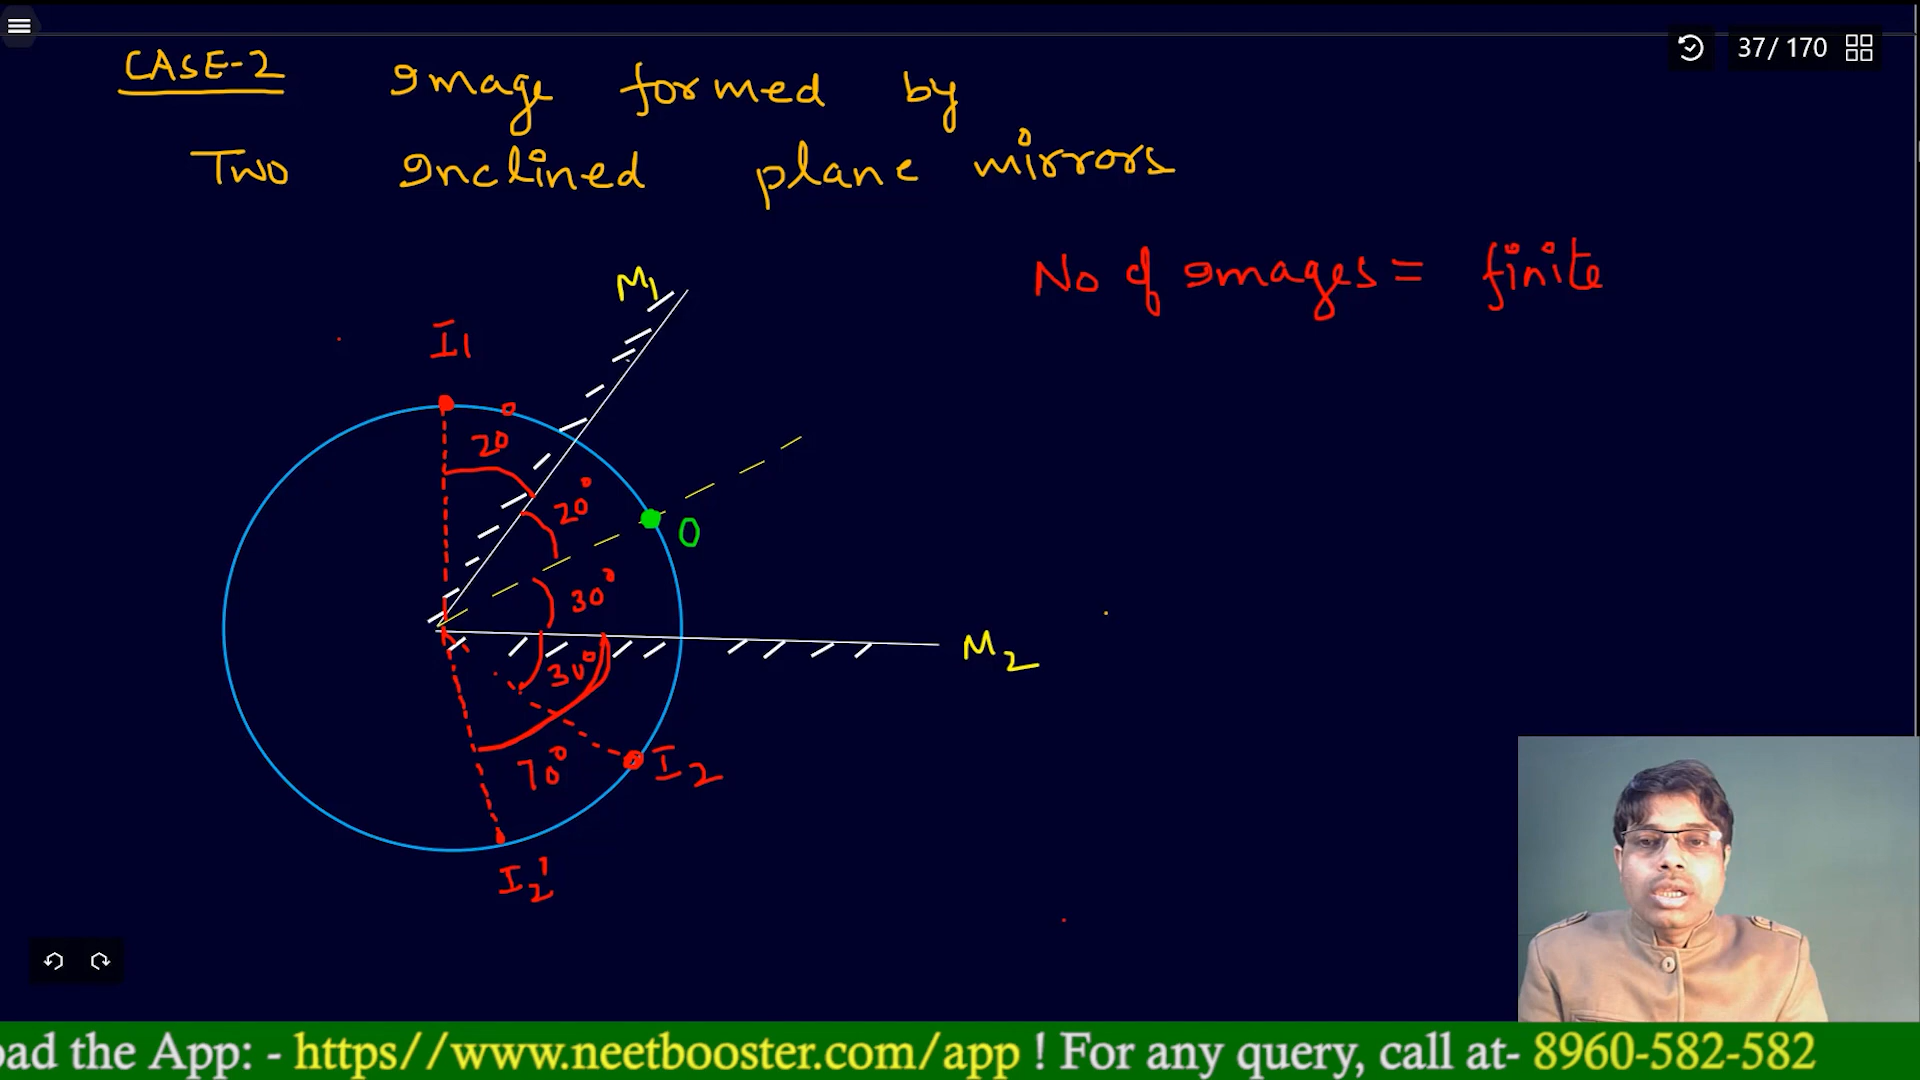 37/ 170
CASE-2 Image formed by
Two Inclined plane mirrors
No of Images = finite
M1
I1
20°
20°
O
30°
M2
30°
70°
I2
I2'
oad the App: - https//www.neetbooster.com/app ! For any query, call at- 8960-582-582